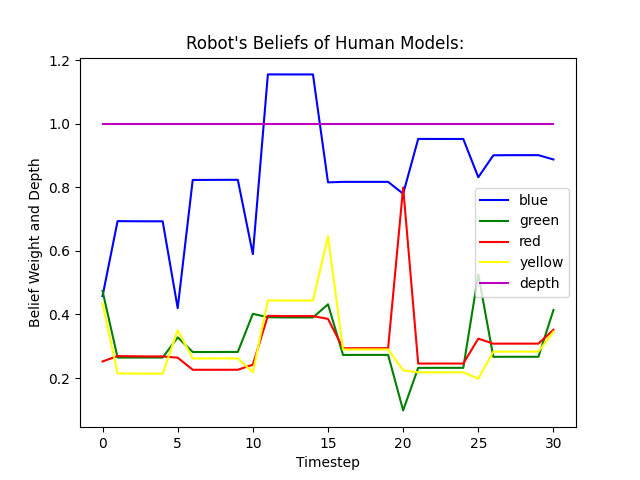 Robot's Beliefs of Human Models:
Belief Weight and Depth
1.2
1.0
0.8
0.6
0.4
0.2
blue
green
red
yellow
depth
0 5 10 15 20 25 30
Timestep